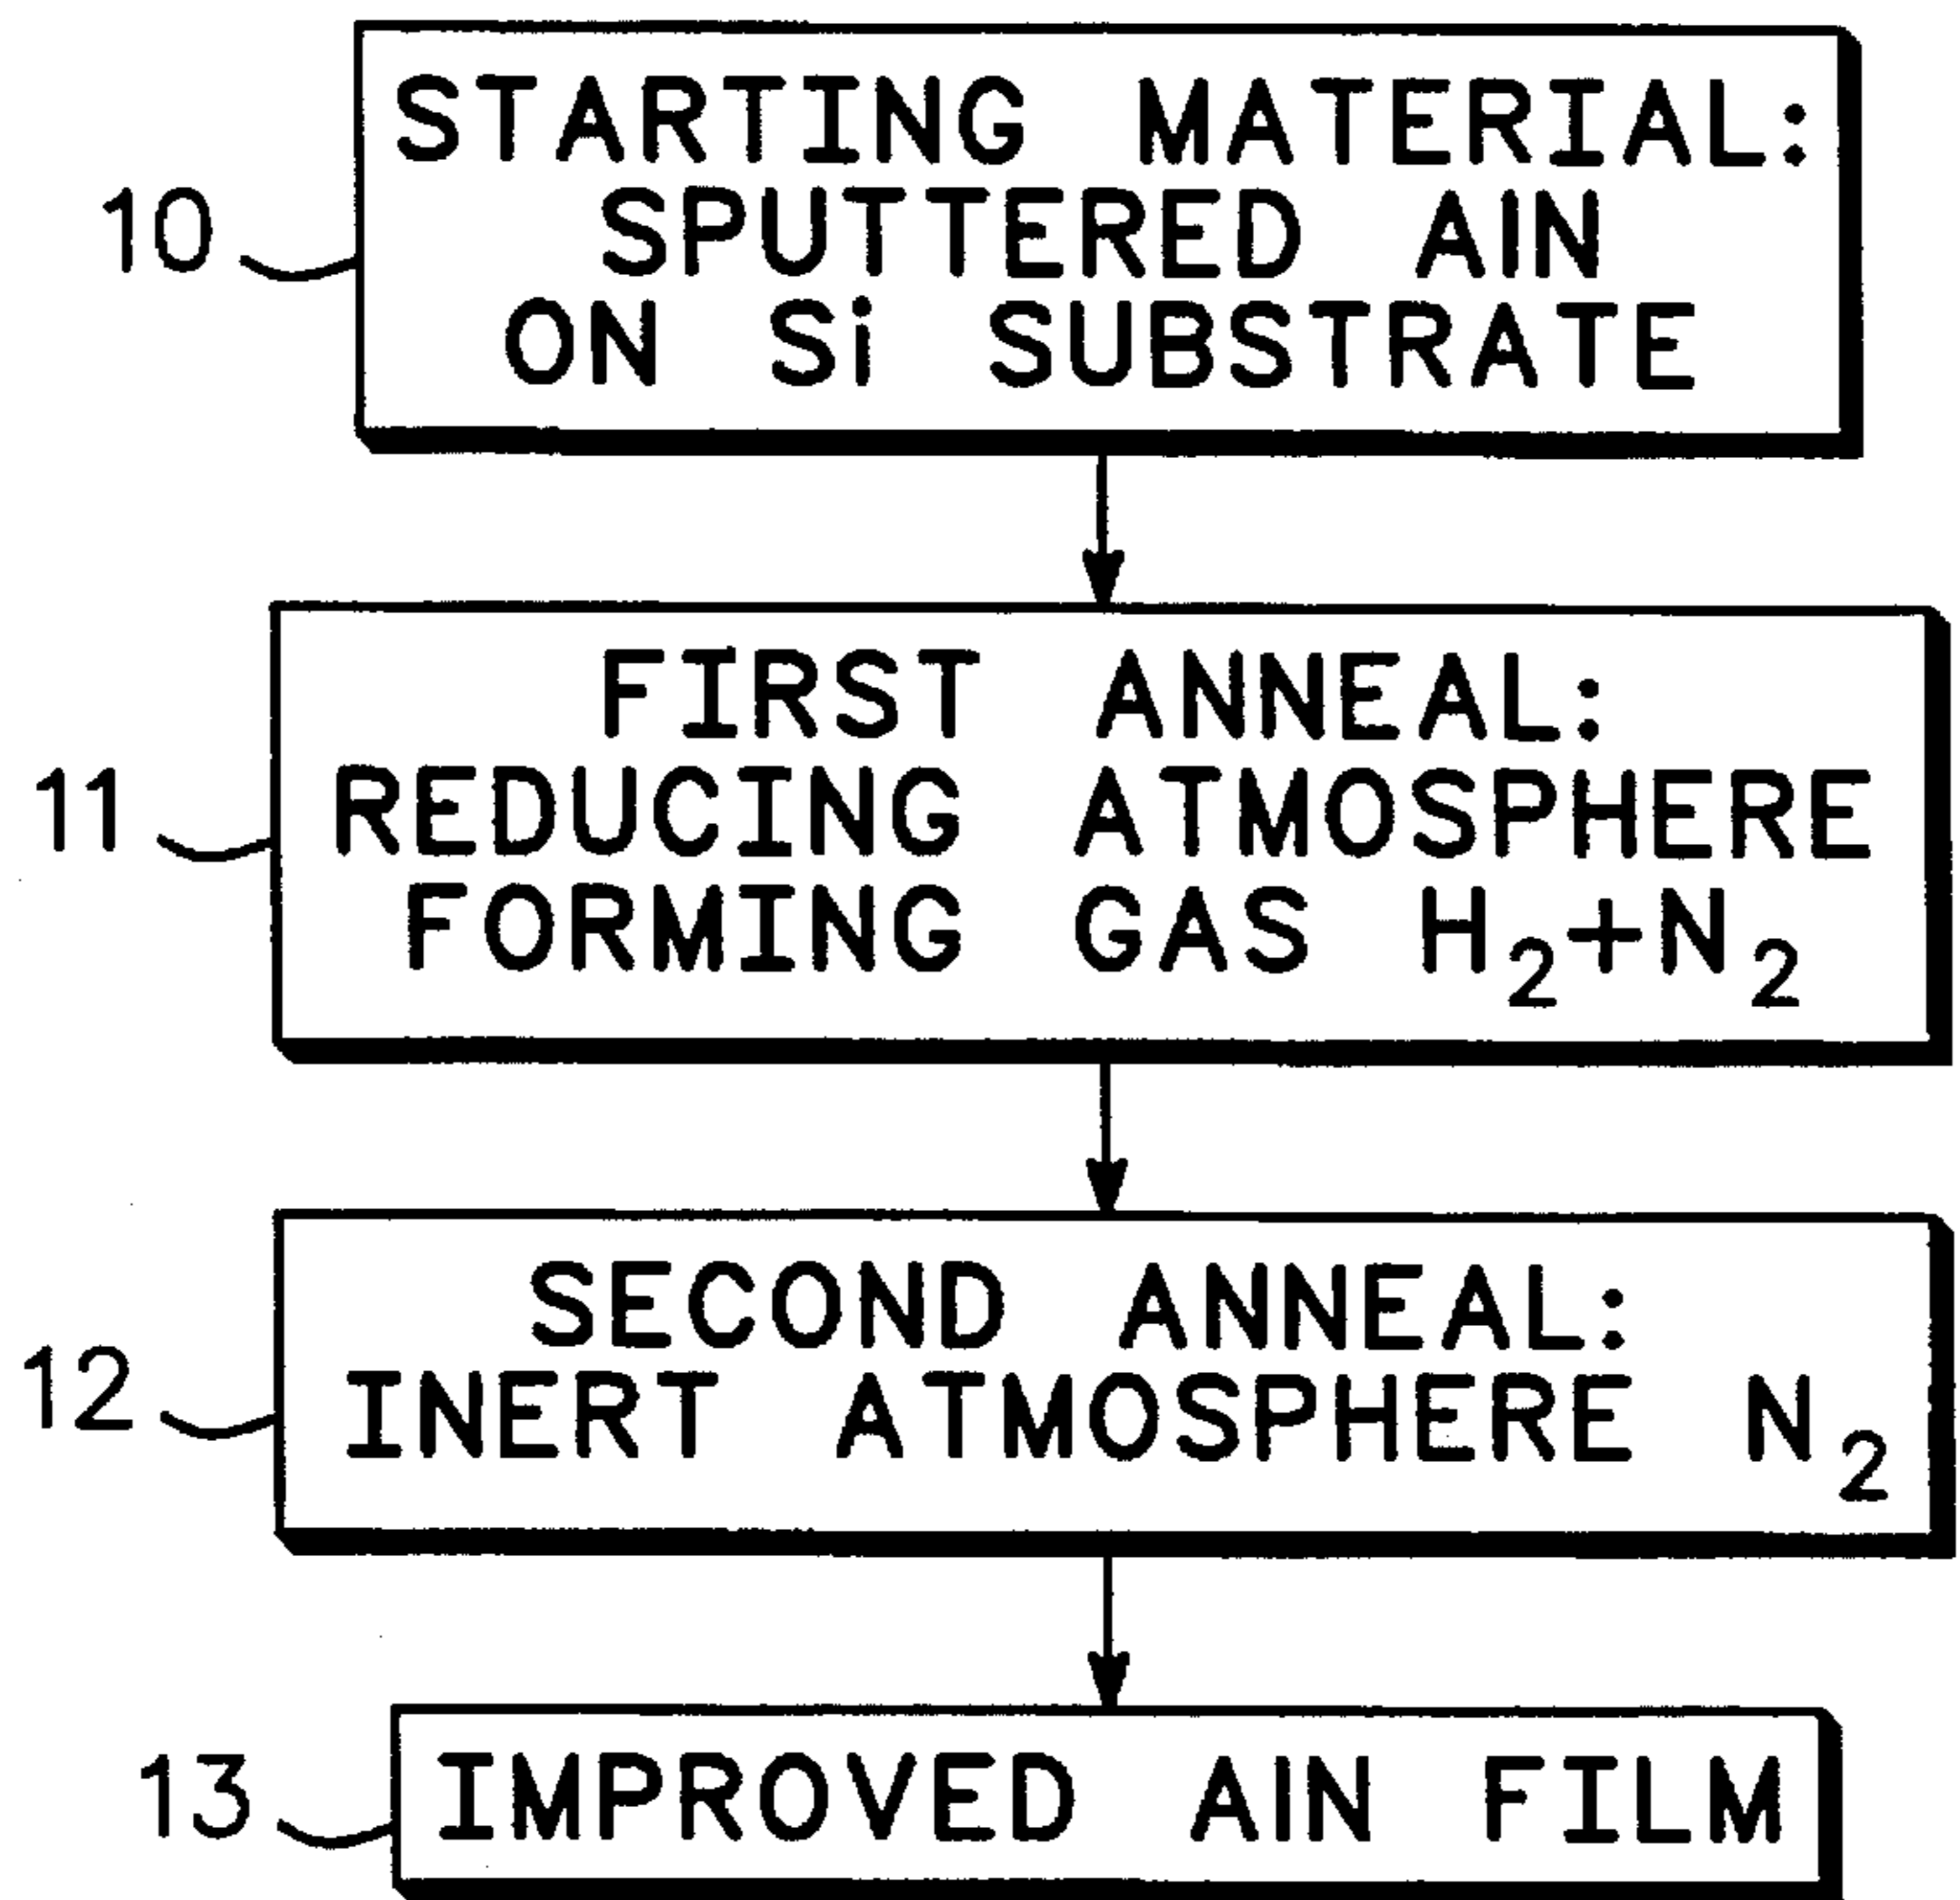 STARTING MATERIAL:
SPUTTERED AlN
ON Si SUBSTRATE
10
FIRST ANNEAL:
REDUCING ATMOSPHERE
FORMING GAS H₂+N₂
11
SECOND ANNEAL:
INERT ATMOSPHERE N₂
12
IMPROVED AlN FILM
13